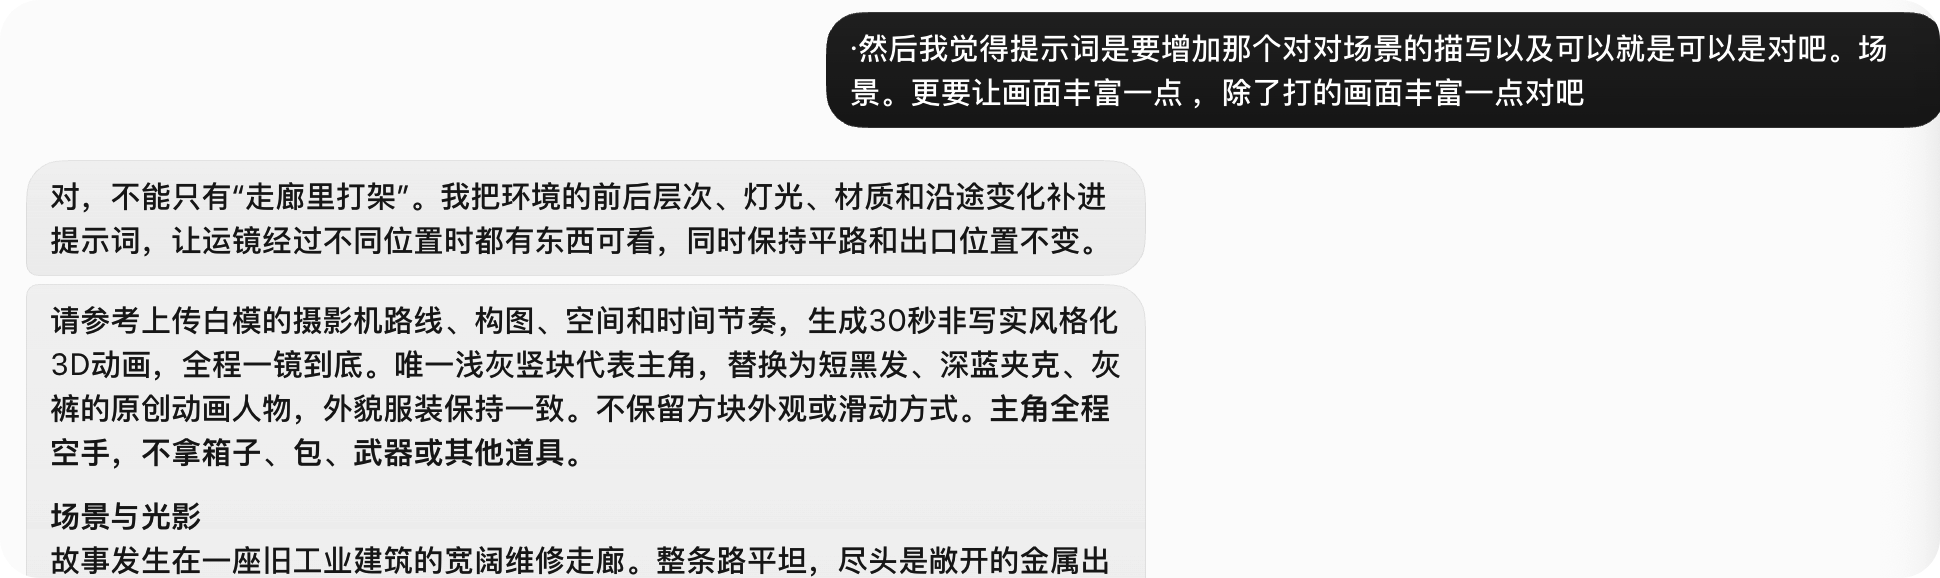 ·然后我觉得提示词是要增加那个对对场景的描写以及可以就是可以是对吧。场
景。更要让画面丰富一点 ，除了打的画面丰富一点对吧
对，不能只有“走廊里打架”。我把环境的前后层次、灯光、材质和沿途变化补进
提示词，让运镜经过不同位置时都有东西可看，同时保持平路和出口位置不变。
请参考上传白模的摄影机路线、构图、空间和时间节奏，生成30秒非写实风格化
3D动画，全程一镜到底。唯一浅灰竖块代表主角，替换为短黑发、深蓝夹克、灰
裤的原创动画人物，外貌服装保持一致。不保留方块外观或滑动方式。主角全程
空手，不拿箱子、包、武器或其他道具。
场景与光影
故事发生在一座旧工业建筑的宽阔维修走廊。整条路平坦，尽头是敞开的金属出